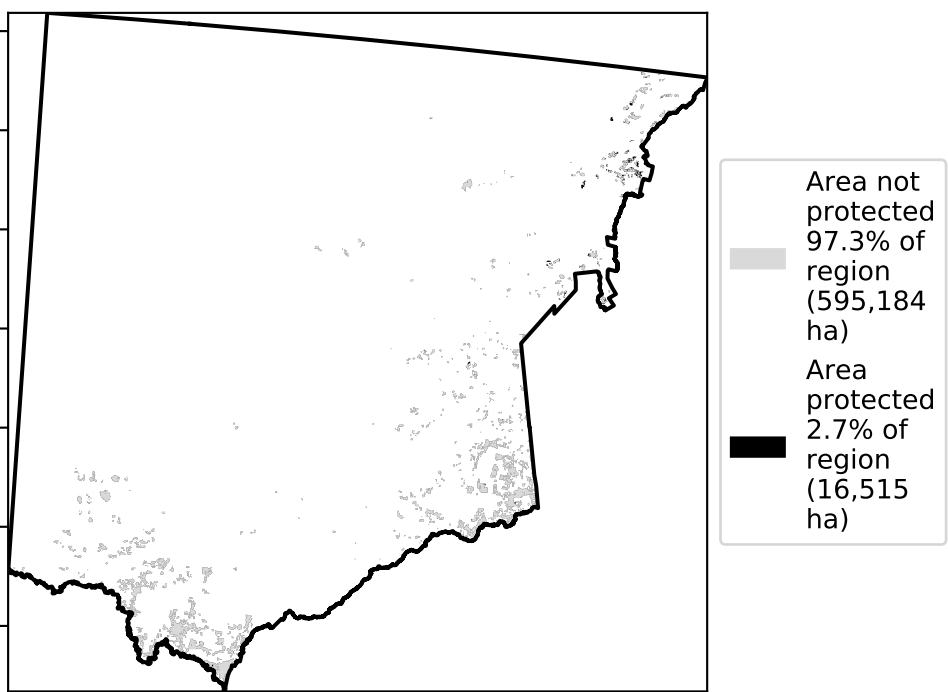 Area not
protected
97.3% of
region
(595,184
ha)
Area
protected
2.7% of
region
(16,515
ha)